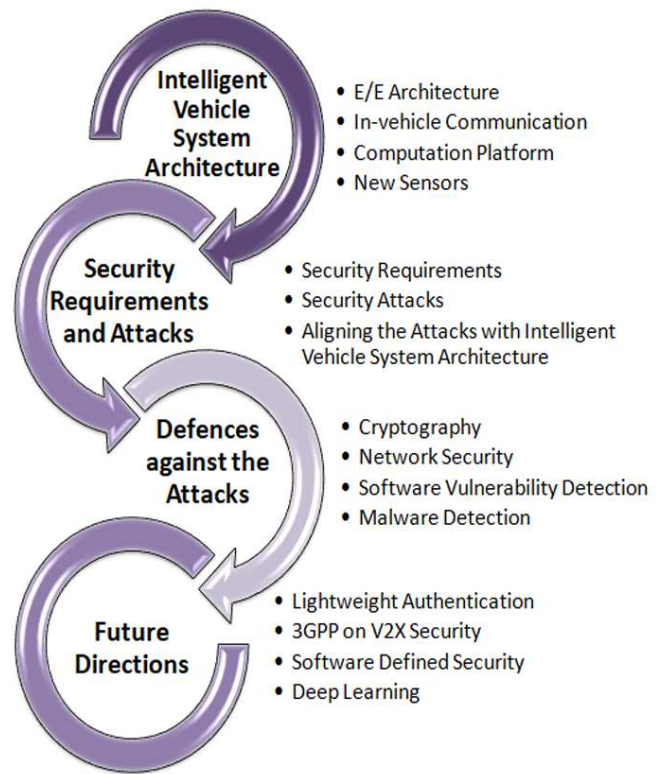 Intelligent
Vehicle
System
Architecture
• E/E Architecture
• In-vehicle Communication
• Computation Platform
• New Sensors
Security
Requirements
and Attacks
• Security Requirements
• Security Attacks
• Aligning the Attacks with Intelligent
Vehicle System Architecture
Defences
against the
Attacks
• Cryptography
• Network Security
• Software Vulnerability Detection
• Malware Detection
Future
Directions
• Lightweight Authentication
• 3GPP on V2X Security
• Software Defined Security
• Deep Learning